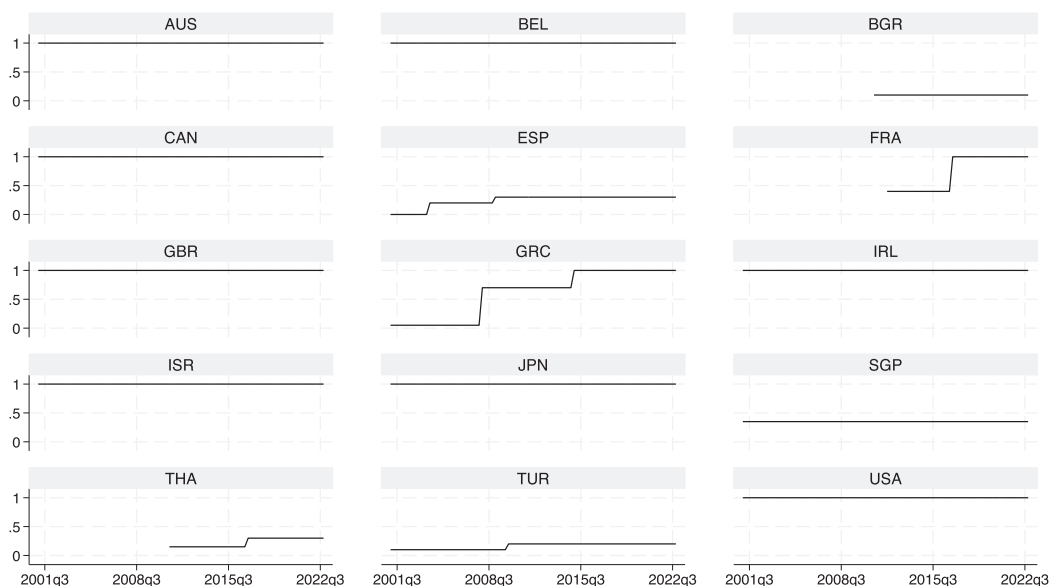 AUS BEL BGR
1
.5
0
CAN ESP FRA
1
.5
0
GBR GRC IRL
1
.5
0
ISR JPN SGP
1
.5
0
THA TUR USA
1
.5
0
2001q3 2008q3 2015q3 2022q3 2001q3 2008q3 2015q3 2022q3 2001q3 2008q3 2015q3 2022q3